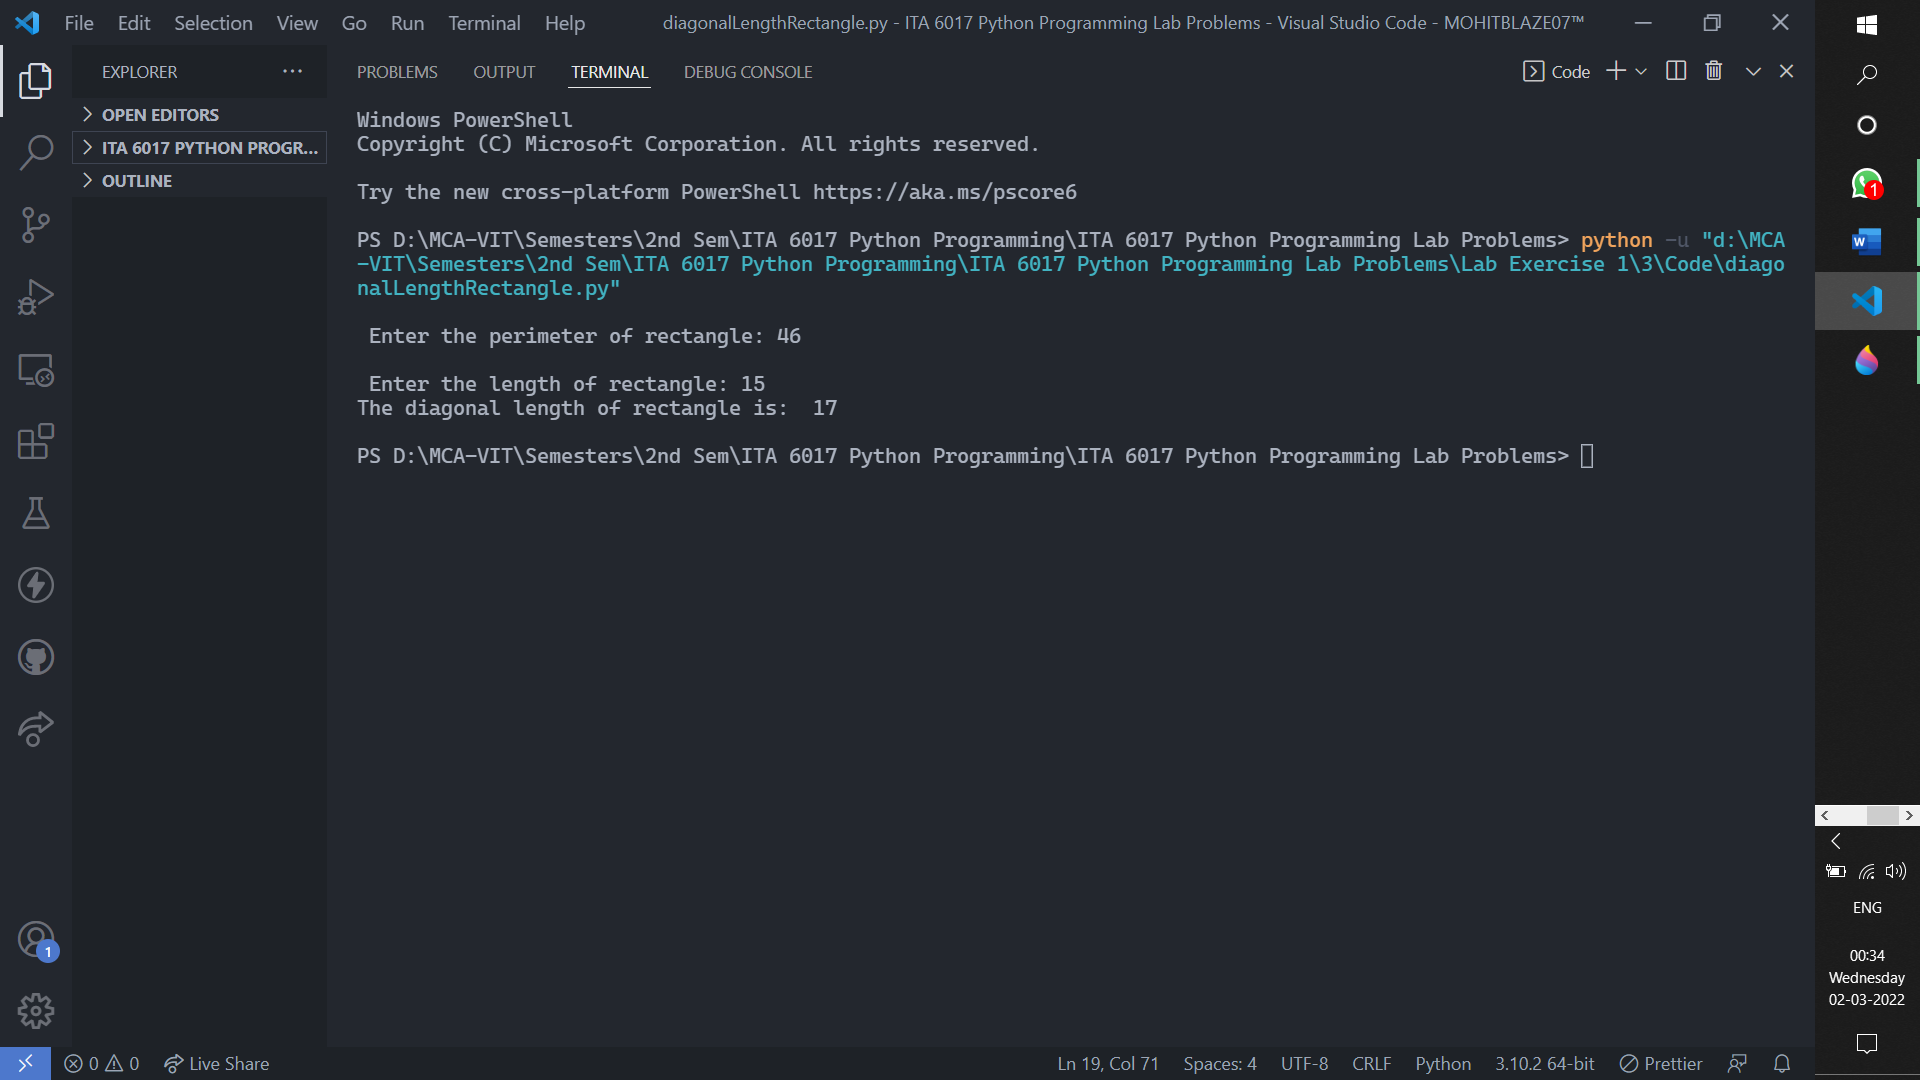 File Edit Selection View Go Run Terminal Help
diagonalLengthRectangle.py - ITA 6017 Python Programming Lab Problems - Visual Studio Code - MOHITBLAZE07™
EXPLORER
OPEN EDITORS
ITA 6017 PYTHON PROGR...
OUTLINE
PROBLEMS OUTPUT TERMINAL DEBUG CONSOLE
Code
Windows PowerShell
Copyright (C) Microsoft Corporation. All rights reserved.
Try the new cross-platform PowerShell https://aka.ms/pscore6
PS D:\MCA-VIT\Semesters\2nd Sem\ITA 6017 Python Programming\ITA 6017 Python Programming Lab Problems> python -u "d:\MCA
-VIT\Semesters\2nd Sem\ITA 6017 Python Programming\ITA 6017 Python Programming Lab Problems\Lab Exercise 1\3\Code\diago
nalLengthRectangle.py"
Enter the perimeter of rectangle: 46
Enter the length of rectangle: 15
The diagonal length of rectangle is:  17
PS D:\MCA-VIT\Semesters\2nd Sem\ITA 6017 Python Programming\ITA 6017 Python Programming Lab Problems>
1
W
1
ENG
00:34
Wednesday
02-03-2022
0 0 Live Share
Ln 19, Col 71 Spaces: 4 UTF-8 CRLF Python 3.10.2 64-bit Prettier